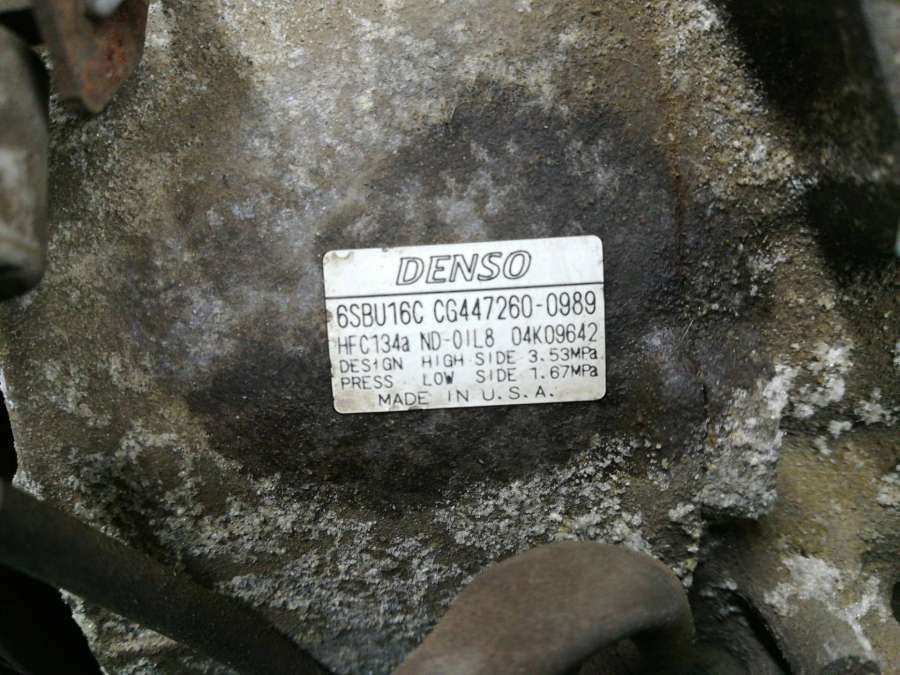 DENSO
6SBU16C CG447260-0989
HFC134a ND-OIL8 04K09642
DESIGN HIGH SIDE 3.53MPa
PRESS LOW SIDE 1.67MPa
MADE IN U.S.A.